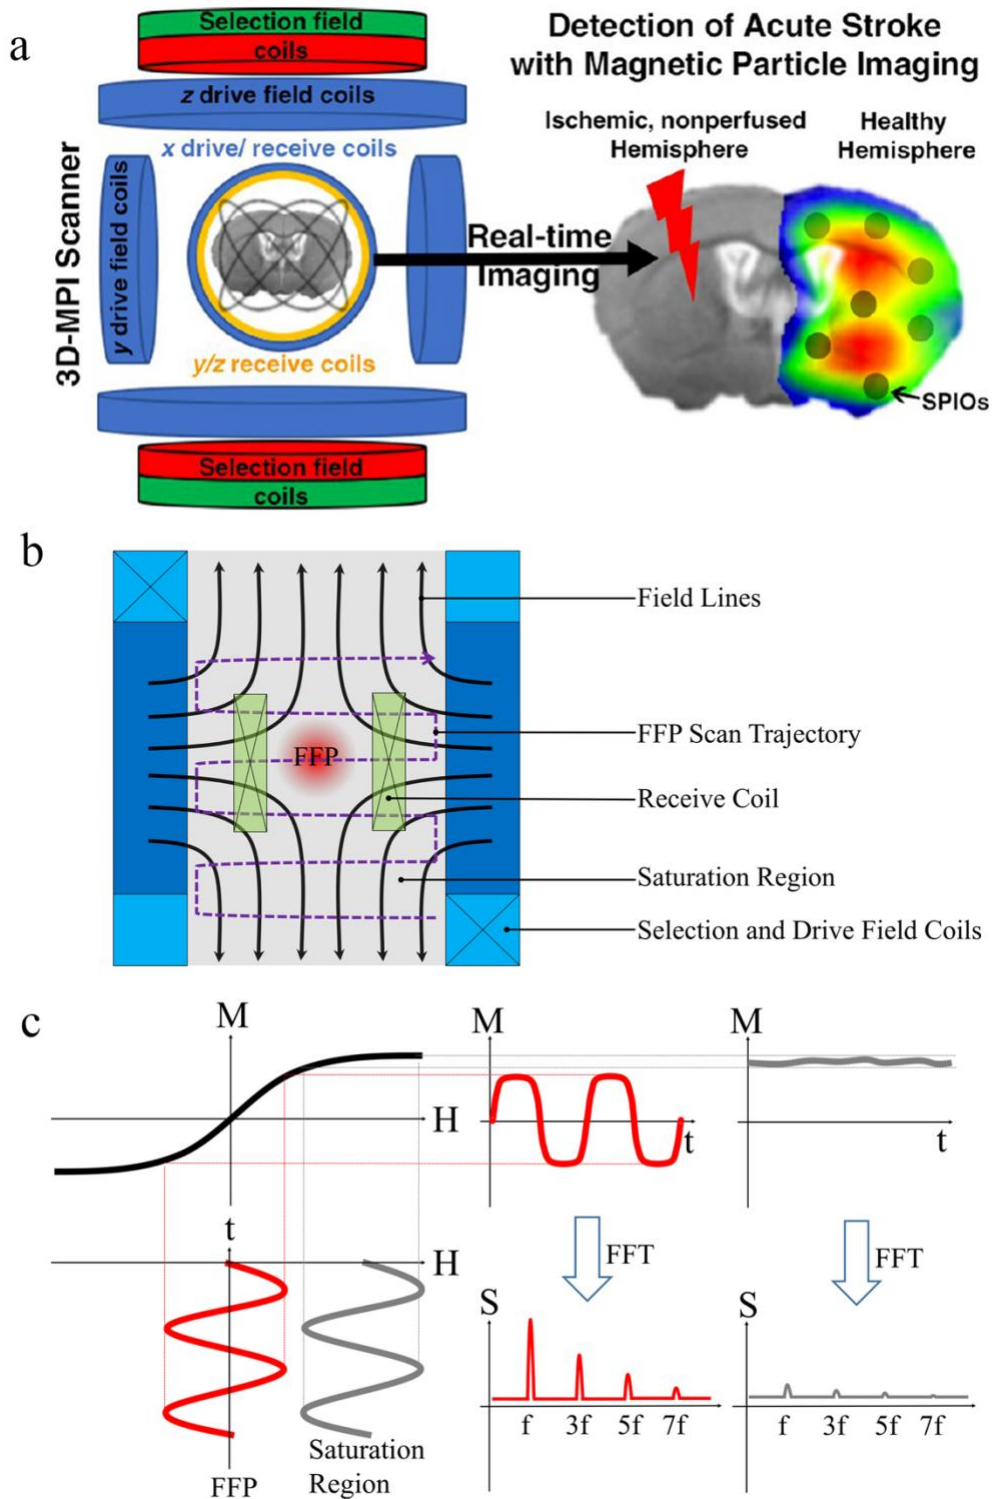 a
Selection field
coils
z drive field coils
x drive/ receive coils
3D-MPI Scanner
y drive field coils
y/z receive coils
Selection field
coils
Real-time
Imaging
Detection of Acute Stroke
with Magnetic Particle Imaging
Ischemic, nonperfused
Hemisphere
Healthy
Hemisphere
SPIOs
b
FFP
Field Lines
FFP Scan Trajectory
Receive Coil
Saturation Region
Selection and Drive Field Coils
c
M
H
t
H
FFP
Saturation
Region
M
t
FFT
S
f 3f 5f 7f
M
t
FFT
S
f 3f 5f 7f